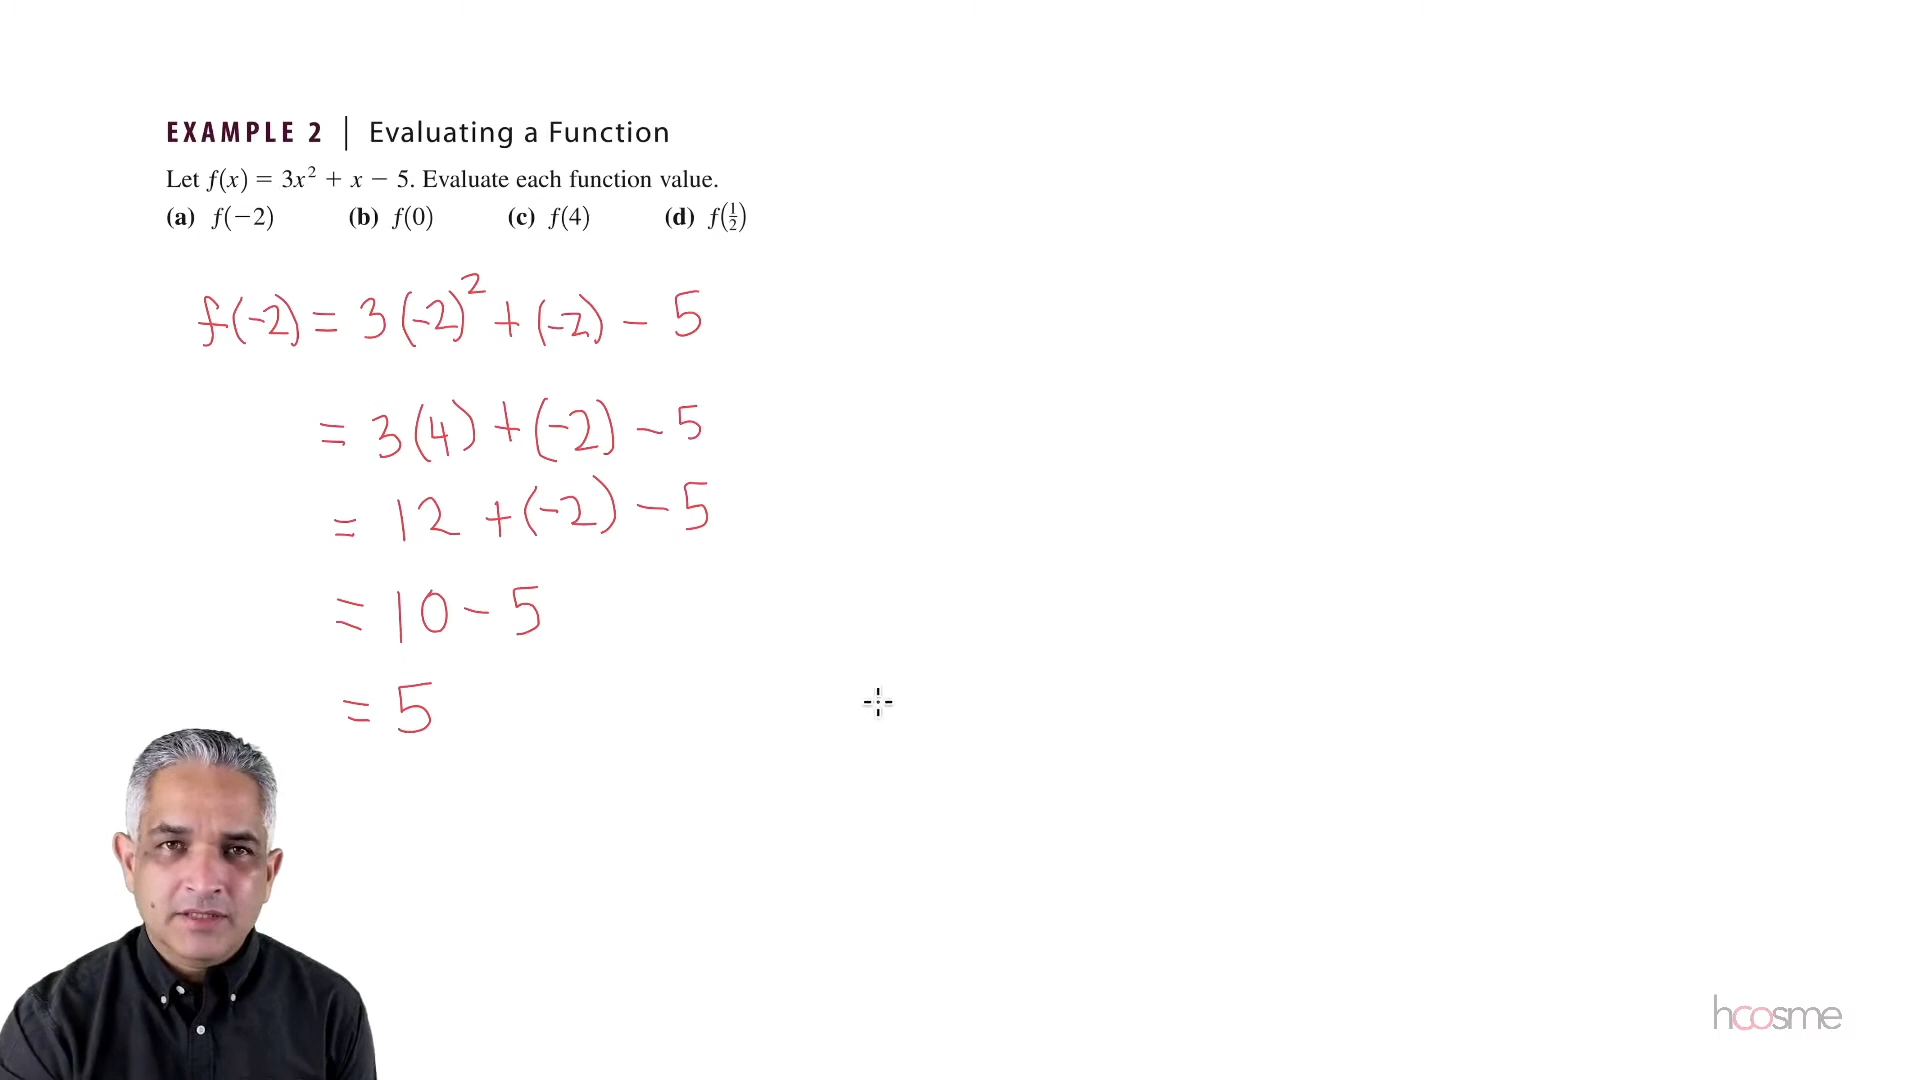 EXAMPLE 2 | Evaluating a Function
Let f(x) = 3x² + x − 5. Evaluate each function value.
(a) f(−2) (b) f(0) (c) f(4) (d) f(1/2)
f(-2) = 3(-2)² + (-2) - 5
= 3(4) + (-2) - 5
= 12 + (-2) - 5
= 10 - 5
= 5
hcosme